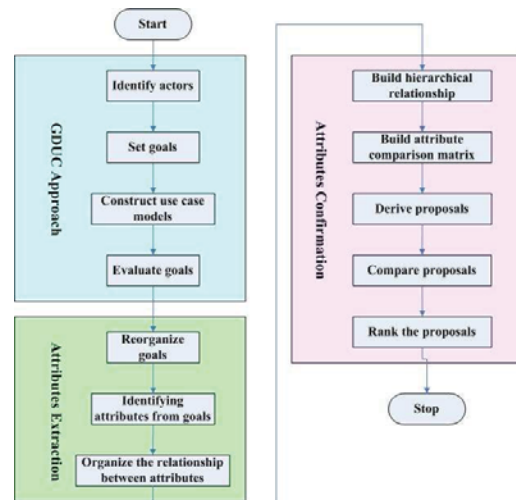 Start
GDUC Approach
Identify actors
Set goals
Construct use case
models
Evaluate goals
Attributes Extraction
Reorganize
goals
Identifying
attributes from goals
Organize the relationship
between attributes
Attributes Confirmation
Build hierarchical
relationship
Build attribute
comparison matrix
Derive proposals
Compare proposals
Rank the proposals
Stop